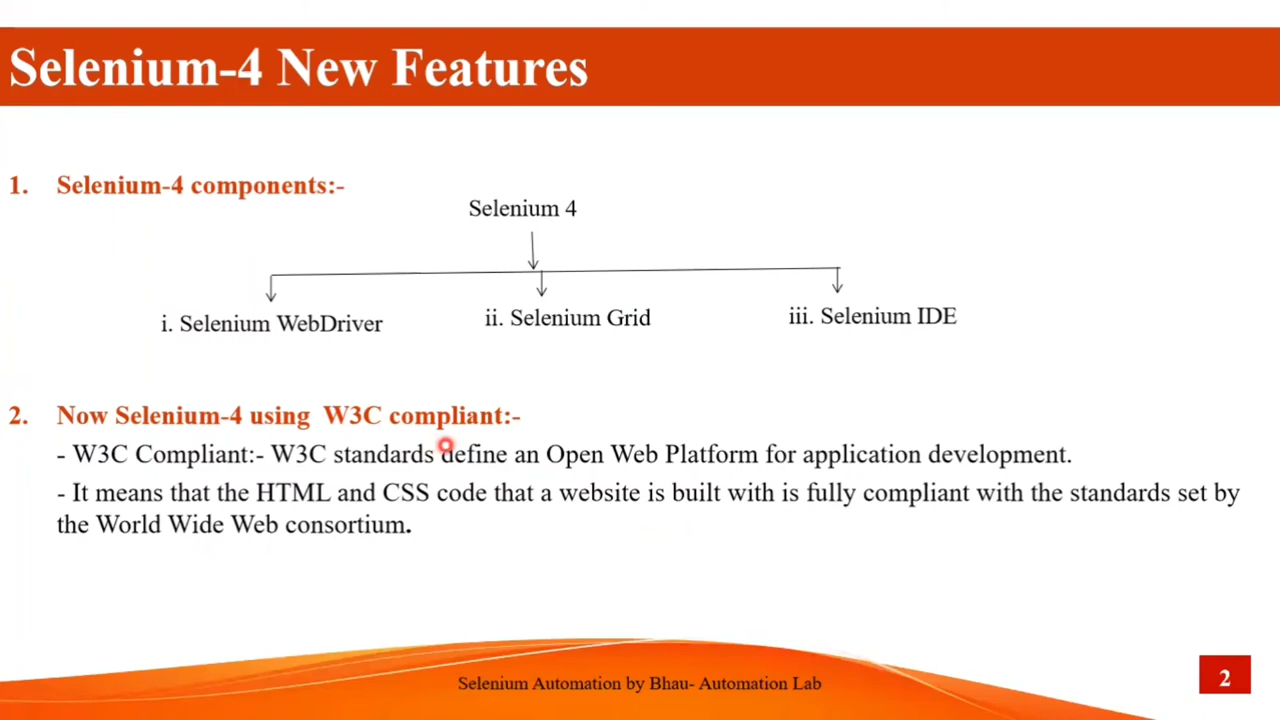 Selenium-4 New Features
1. Selenium-4 components:-
Selenium 4
i. Selenium WebDriver
ii. Selenium Grid
iii. Selenium IDE
2. Now Selenium-4 using W3C compliant:-
- W3C Compliant:- W3C standards define an Open Web Platform for application development.
- It means that the HTML and CSS code that a website is built with is fully compliant with the standards set by
the World Wide Web consortium.
Selenium Automation by Bhau- Automation Lab
2